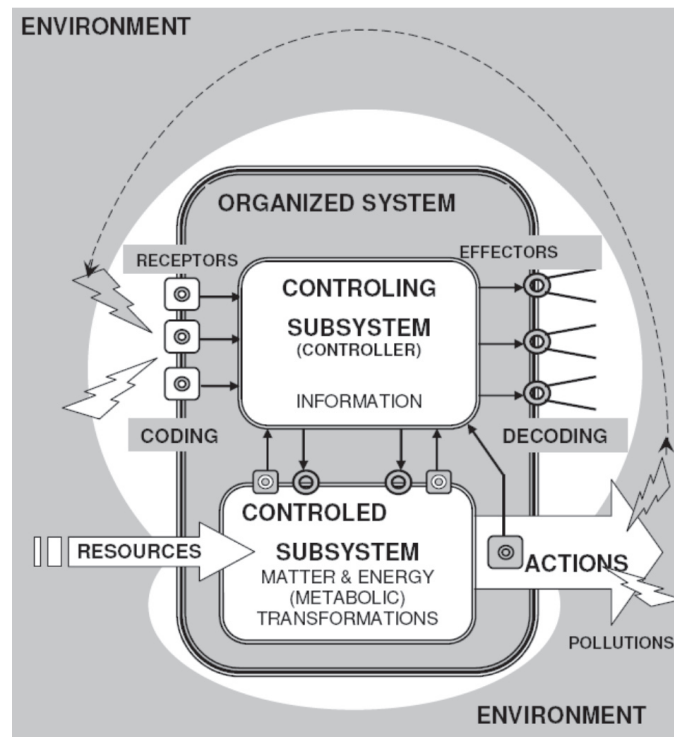 ENVIRONMENT
ORGANIZED SYSTEM
RECEPTORS
EFFECTORS
CONTROLING
SUBSYSTEM
(CONTROLLER)
INFORMATION
CODING
DECODING
CONTROLED
RESOURCES
SUBSYSTEM
MATTER & ENERGY
(METABOLIC)
TRANSFORMATIONS
ACTIONS
POLLUTIONS
ENVIRONMENT